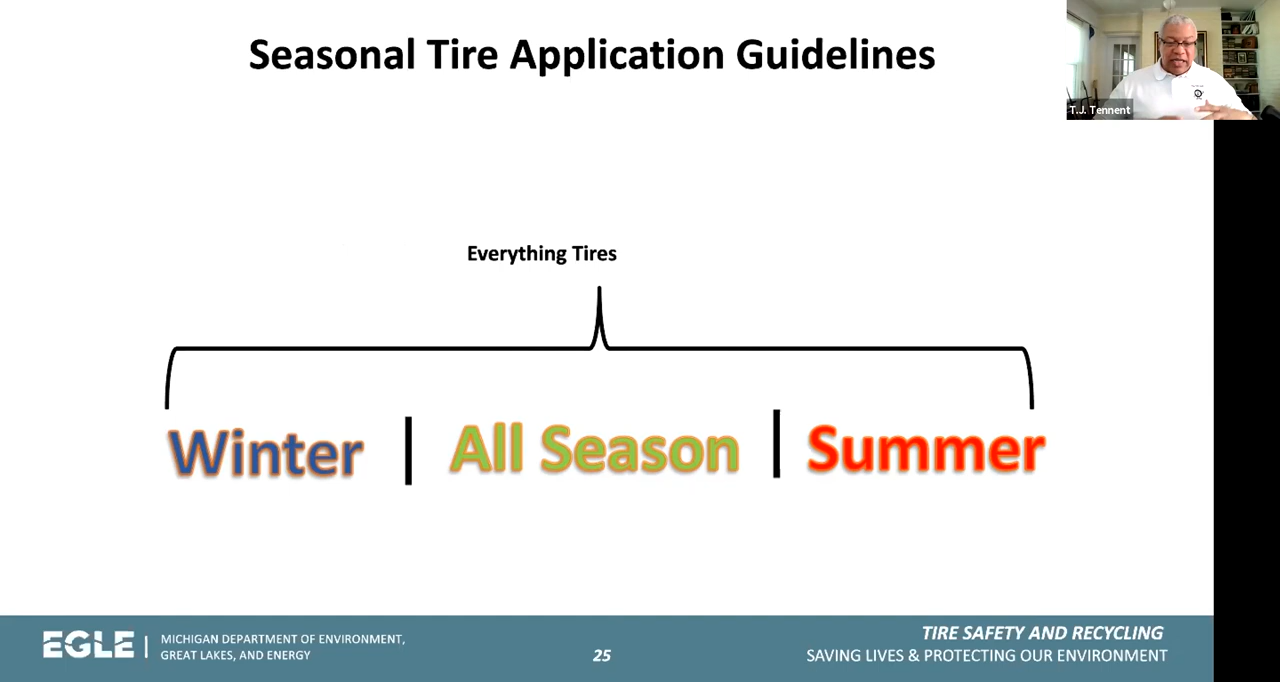 Seasonal Tire Application Guidelines
T.J. Tennent
Everything Tires
Winter | All Season | Summer
EGLE | MICHIGAN DEPARTMENT OF ENVIRONMENT,
GREAT LAKES, AND ENERGY
25
TIRE SAFETY AND RECYCLING
SAVING LIVES & PROTECTING OUR ENVIRONMENT